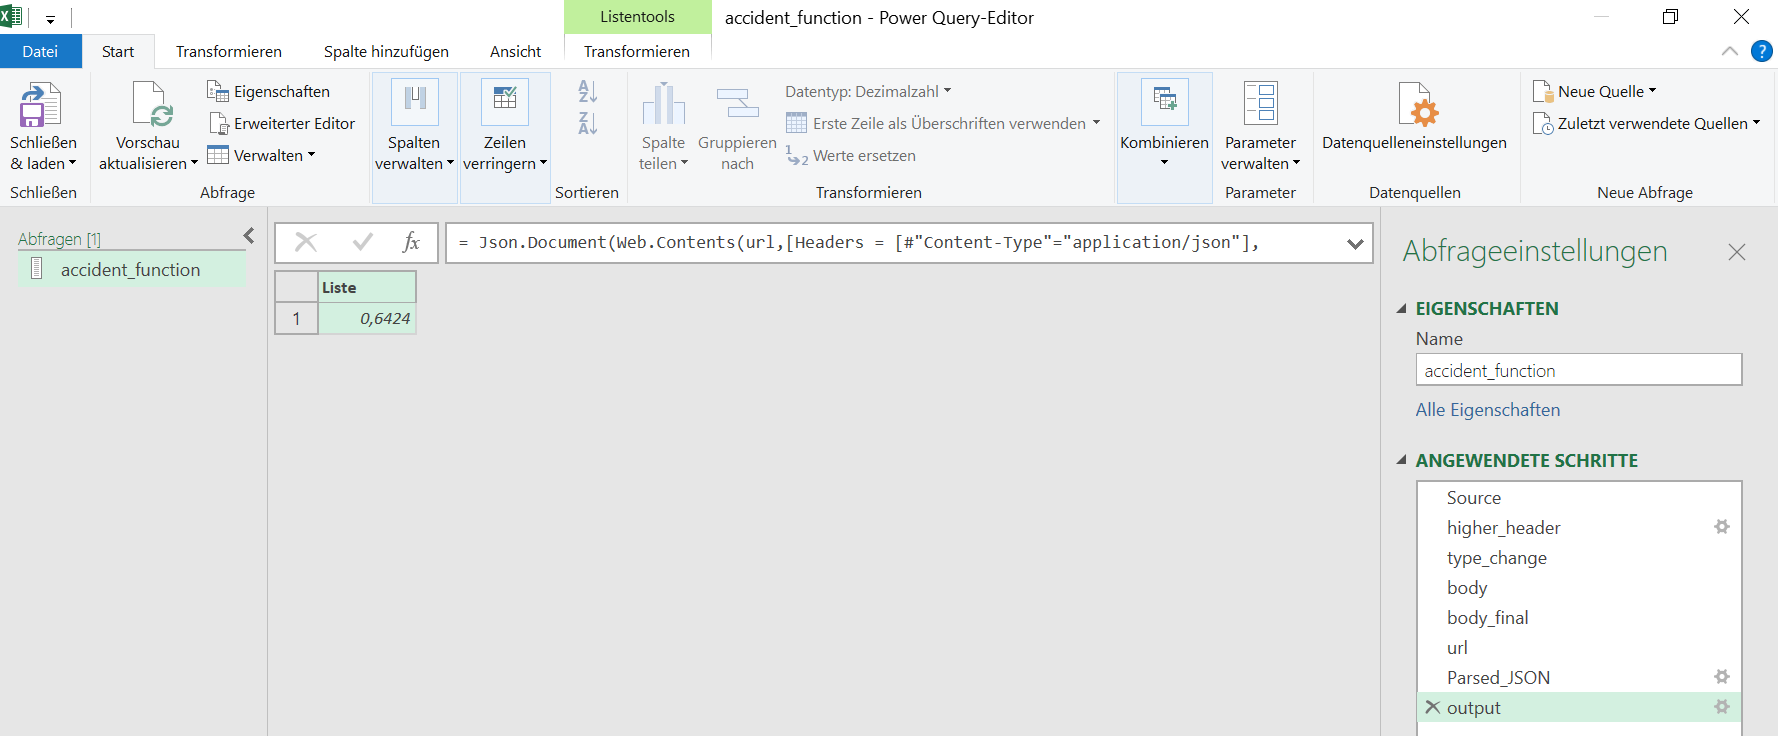 Listentools
accident_function - Power Query-Editor
Datei
Start
Transformieren
Spalte hinzufügen
Ansicht
Transformieren
Schließen
& laden
Schließen
Vorschau
aktualisieren
Eigenschaften
Erweiterter Editor
Verwalten
Abfrage
Spalten
verwalten
Zeilen
verringern
Sortieren
Spalte
teilen
Gruppieren
nach
Datentyp: Dezimalzahl
Erste Zeile als Überschriften verwenden
Werte ersetzen
Transformieren
Kombinieren
Parameter
verwalten
Parameter
Datenquelleneinstellungen
Datenquellen
Neue Quelle
Zuletzt verwendete Quellen
Neue Abfrage
Abfragen [1]
accident_function
fx
= Json.Document(Web.Contents(url,[Headers = [#"Content-Type"="application/json"],
Liste
1 0,6424
Abfrageeinstellungen
EIGENSCHAFTEN
Name
accident_function
Alle Eigenschaften
ANGEWENDETE SCHRITTE
Source
higher_header
type_change
body
body_final
url
Parsed_JSON
output